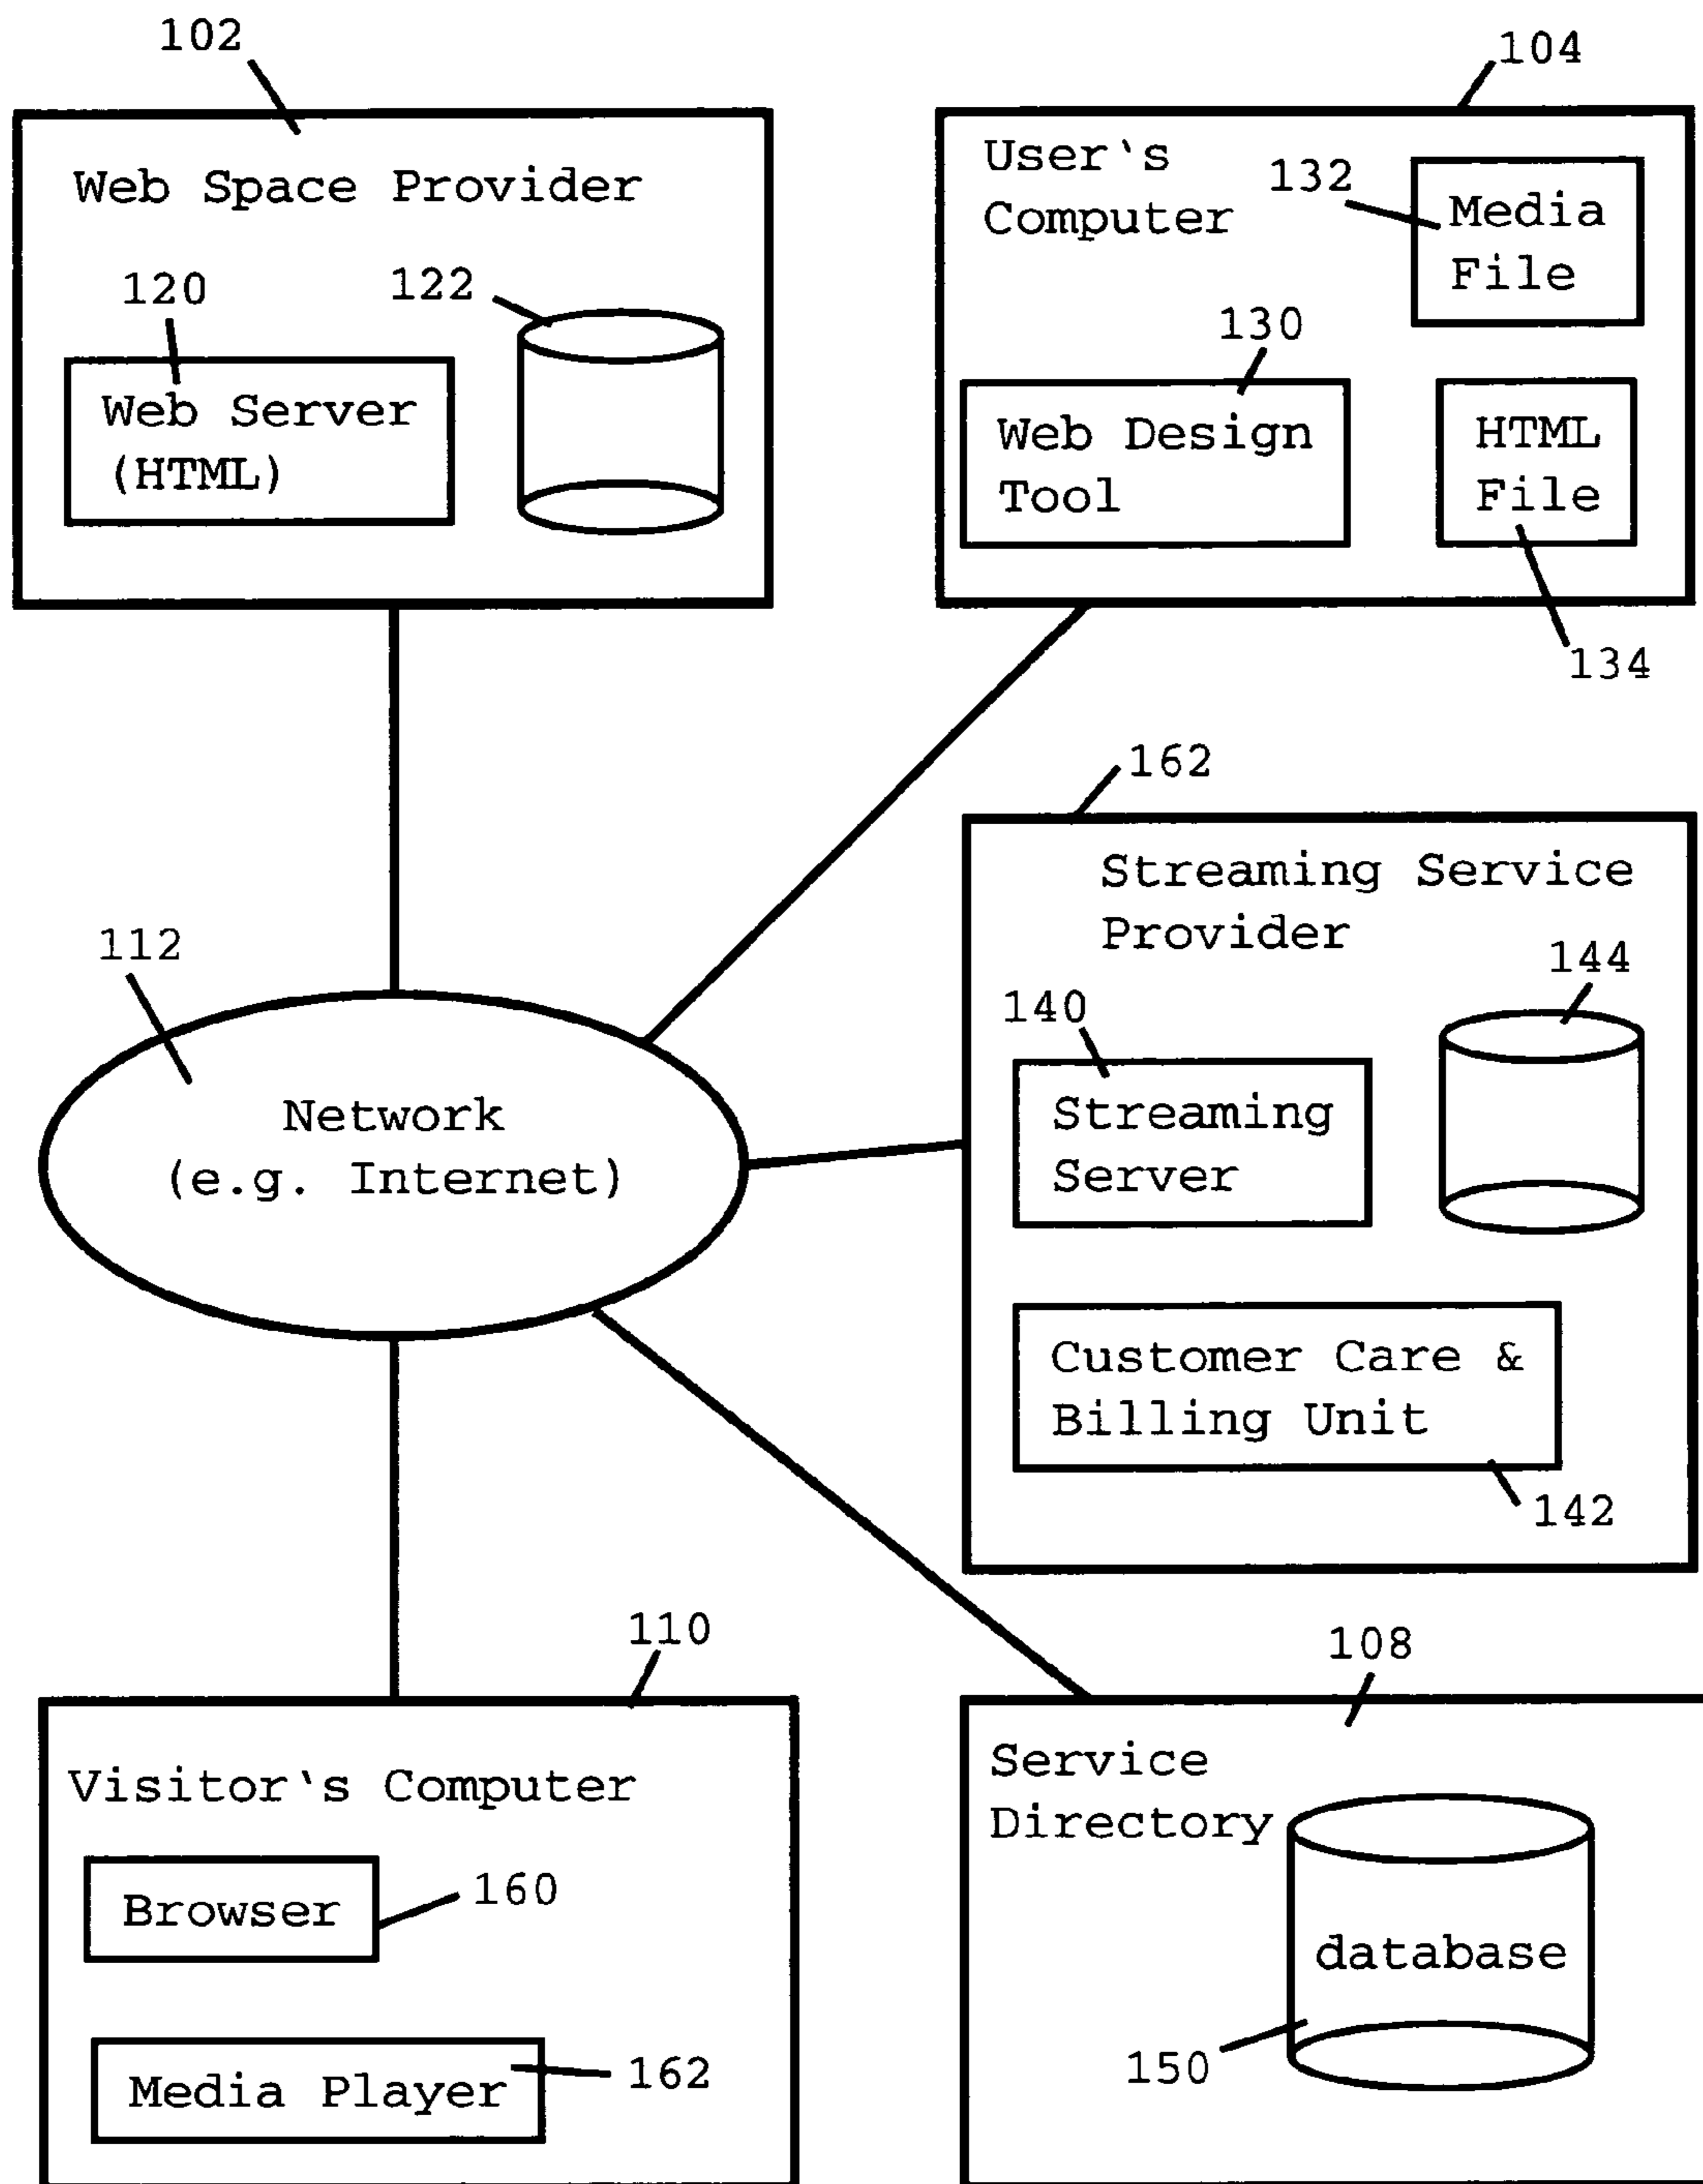 102
Web Space Provider
120
122
Web Server
(HTML)
104
User‘s
Computer
132
Media
File
130
Web Design
Tool
HTML
File
134
162
Streaming Service
Provider
144
140
Streaming
Server
Customer Care &
Billing Unit
142
112
Network
(e.g. Internet)
110
Visitor‘s Computer
Browser
160
Media Player
162
108
Service
Directory
database
150